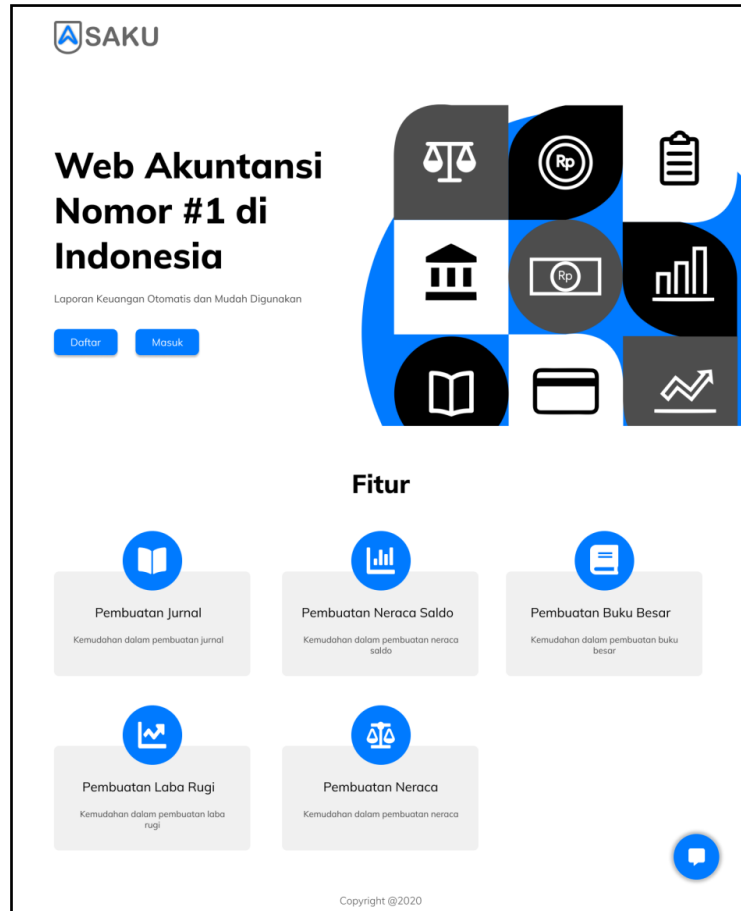 SAKU
Web Akuntansi
Nomor #1 di
Indonesia
Laporan Keuangan Otomatis dan Mudah Digunakan
Daftar
Masuk
Rp
Rp
Fitur
Pembuatan Jurnal
Kemudahan dalam pembuatan jurnal
Pembuatan Neraca Saldo
Kemudahan dalam pembuatan neraca
saldo
Pembuatan Buku Besar
Kemudahan dalam pembuatan buku
besar
Pembuatan Laba Rugi
Kemudahan dalam pembuatan laba
rugi
Pembuatan Neraca
Kemudahan dalam pembuatan neraca
Copyright @2020